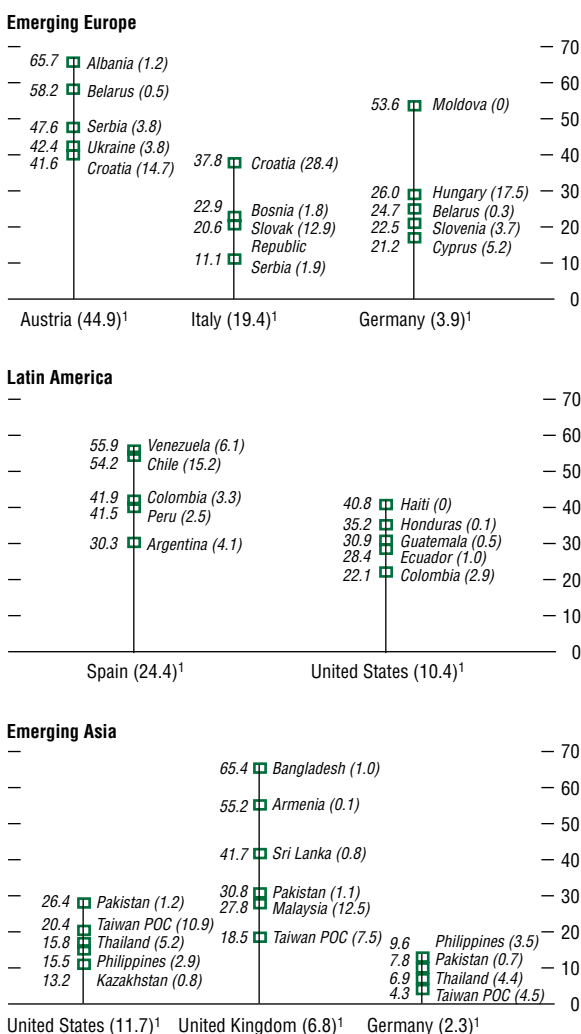 Emerging Europe
70
60
50
40
30
20
10
0
65.7 Albania (1.2)
58.2 Belarus (0.5)
47.6 Serbia (3.8)
42.4 Ukraine (3.8)
41.6 Croatia (14.7)
37.8 Croatia (28.4)
22.9 Bosnia (1.8)
20.6 Slovak (12.9)
Republic
11.1 Serbia (1.9)
53.6 Moldova (0)
26.0 Hungary (17.5)
24.7 Belarus (0.3)
22.5 Slovenia (3.7)
21.2 Cyprus (5.2)
Austria (44.9)¹ Italy (19.4)¹ Germany (3.9)¹
Latin America
70
60
50
40
30
20
10
0
55.9 Venezuela (6.1)
54.2 Chile (15.2)
41.9 Colombia (3.3)
41.5 Peru (2.5)
30.3 Argentina (4.1)
40.8 Haiti (0)
35.2 Honduras (0.1)
30.9 Guatemala (0.5)
28.4 Ecuador (1.0)
22.1 Colombia (2.9)
Spain (24.4)¹ United States (10.4)¹
Emerging Asia
70
60
50
40
30
20
10
0
26.4 Pakistan (1.2)
20.4 Taiwan POC (10.9)
15.8 Thailand (5.2)
15.5 Philippines (2.9)
13.2 Kazakhstan (0.8)
65.4 Bangladesh (1.0)
55.2 Armenia (0.1)
41.7 Sri Lanka (0.8)
30.8 Pakistan (1.1)
27.8 Malaysia (12.5)
18.5 Taiwan POC (7.5)
9.6 Philippines (3.5)
7.8 Pakistan (0.7)
6.9 Thailand (4.4)
4.3 Taiwan POC (4.5)
United States (11.7)¹ United Kingdom (6.8)¹ Germany (2.3)¹